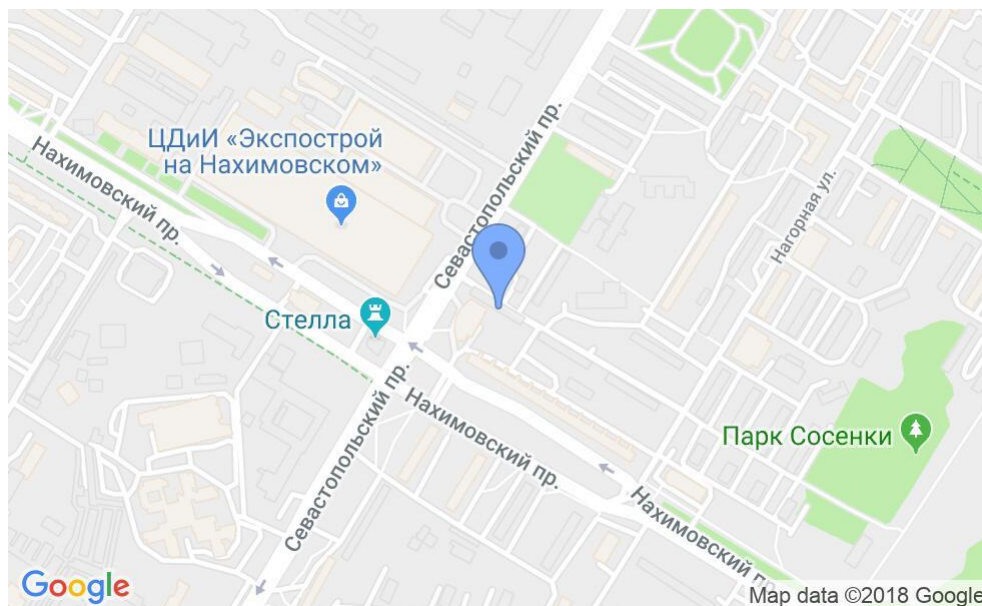 ЦДиИ «Экспострой
на Нахимовском»
Нахимовский пр.
Севастопольский пр.
Нагорная ул.
Стелла
Севастопольский пр.
Нахимовский пр.
Парк Сосенки
Нахимовский пр.
Google
Map data ©2018 Google